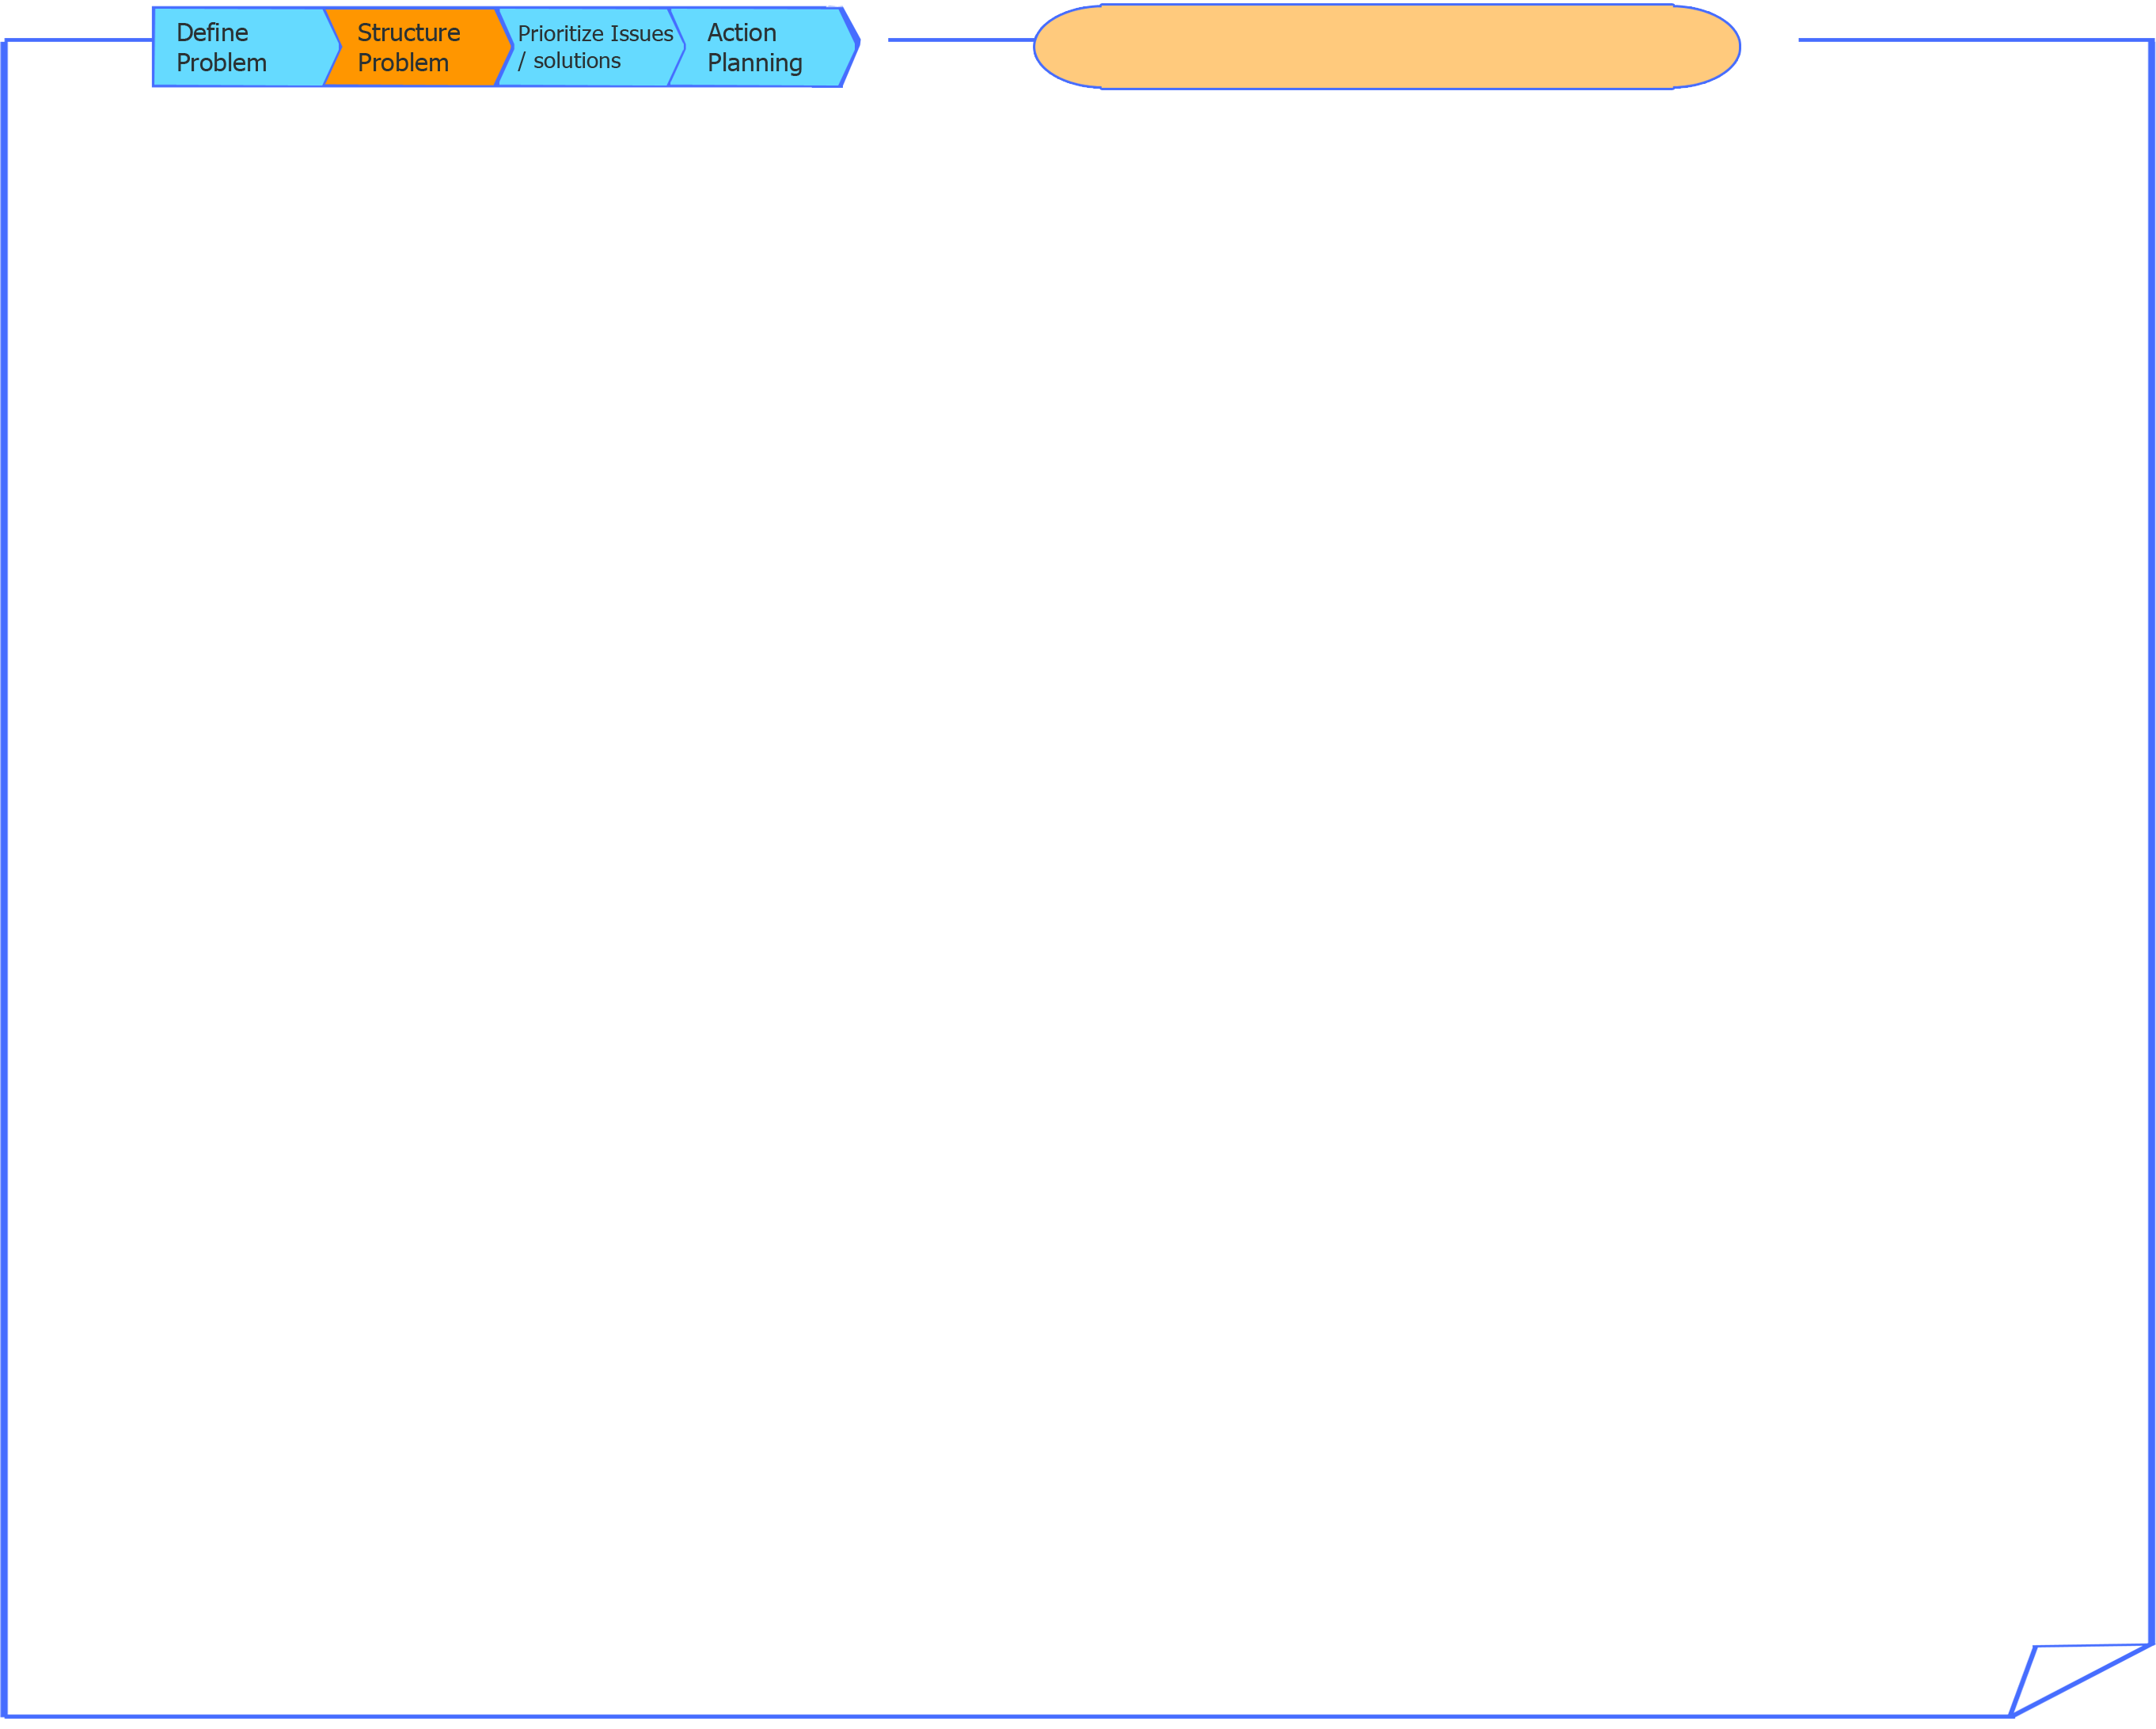 Define
Problem
Structure
Problem
Prioritize Issues
/ solutions
Action
Planning